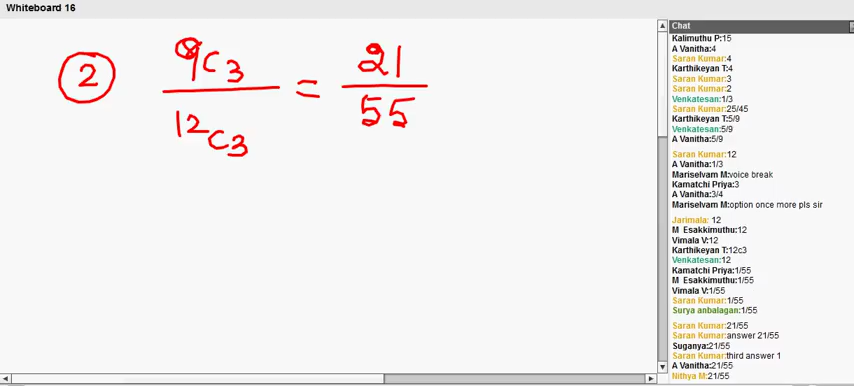 Whiteboard 16
2 9C3 / 12C3 = 21 / 55
Chat
Kalimuthu P:15
A Vanitha:4
Saran Kumar:4
Karthikeyan T:4
Saran Kumar:3
Saran Kumar:2
Venkatesan:1/3
Saran Kumar:25/45
Karthikeyan T:5/9
Venkatesan:5/9
A Vanitha:5/9
Saran Kumar:12
A Vanitha:1/3
Mariselvam M:voice break
Kamatchi Priya:3
A Vanitha:3/4
Mariselvam M:option once more pls sir
Jarimala: 12
M Esakkimuthu:12
Vimala V:12
Karthikeyan T:12c3
Venkatesan:12
Kamatchi Priya:1/55
M Esakkimuthu:1/55
Vimala V:1/55
Saran Kumar:1/55
Surya anbalagan:1/55
Saran Kumar:21/55
Saran Kumar:answer 21/55
Suganya:21/55
Saran Kumar:third answer 1
A Vanitha:21/55
Nithya M:21/55